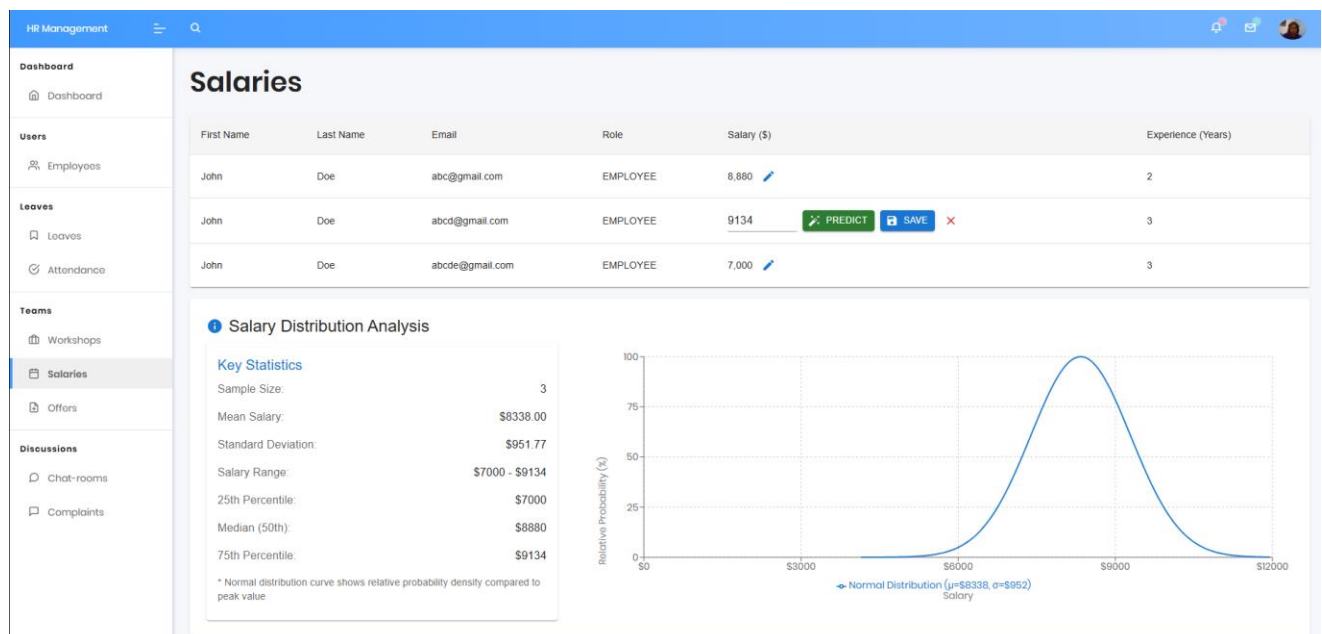 HR Management
Dashboard
Dashboard
Users
Employees
Leaves
Leaves
Attendance
Teams
Workshops
Salaries
Offers
Discussions
Chat-rooms
Complaints
Salaries
First Name Last Name Email Role Salary ($) Experience (Years)
John Doe abc@gmail.com EMPLOYEE 8,880 2
John Doe abcd@gmail.com EMPLOYEE 9134 PREDICT SAVE 3
John Doe abcde@gmail.com EMPLOYEE 7,000 3
Salary Distribution Analysis
Key Statistics
Sample Size: 3
Mean Salary: $8338.00
Standard Deviation: $951.77
Salary Range: $7000 - $9134
25th Percentile: $7000
Median (50th): $8880
75th Percentile: $9134
* Normal distribution curve shows relative probability density compared to
peak value
Relative Probability (%)
100
75
50
25
0
$0 $3000 $6000 $9000 $12000
Normal Distribution (μ=$8338, σ=$952)
Salary